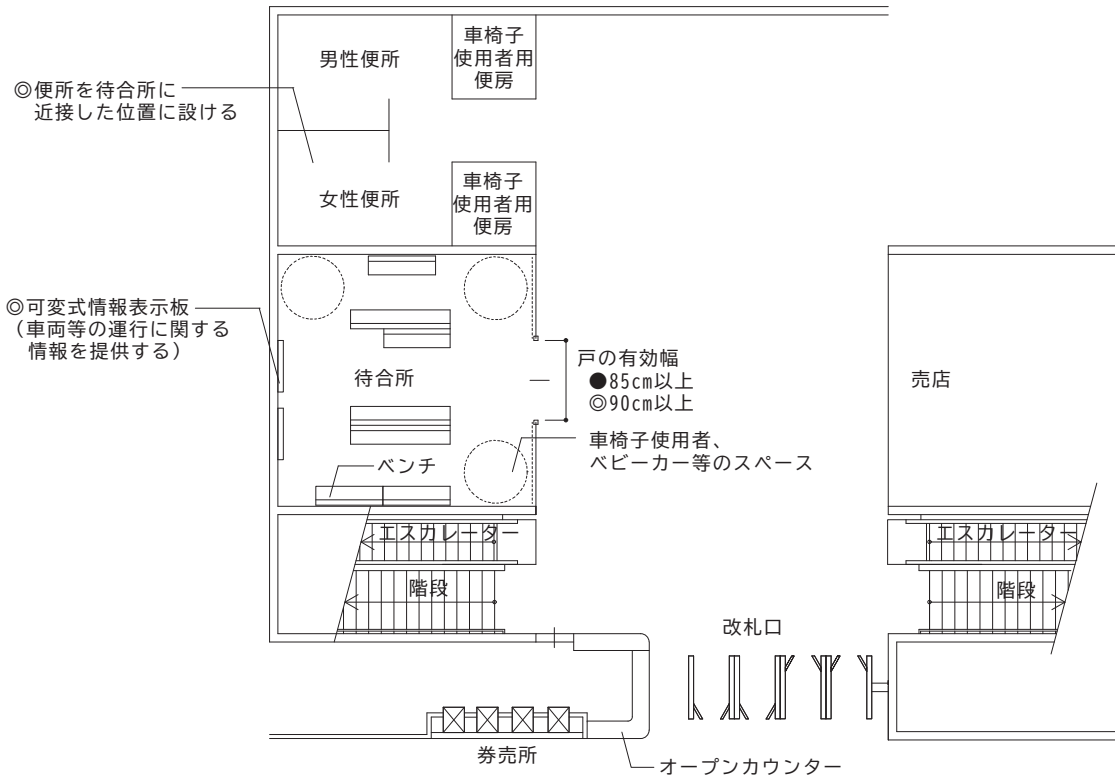 男性便所
車椅子
使用者用
便房
◎便所を待合所に
近接した位置に設ける
女性便所
車椅子
使用者用
便房
◎可変式情報表示板
（車両等の運行に関する
情報を提供する）
待合所
戸の有効幅
●85cm以上
◎90cm以上
売店
車椅子使用者、
ベビーカー等のスペース
ベンチ
エスカレーター
エスカレーター
階段
階段
改札口
券売所
オープンカウンター